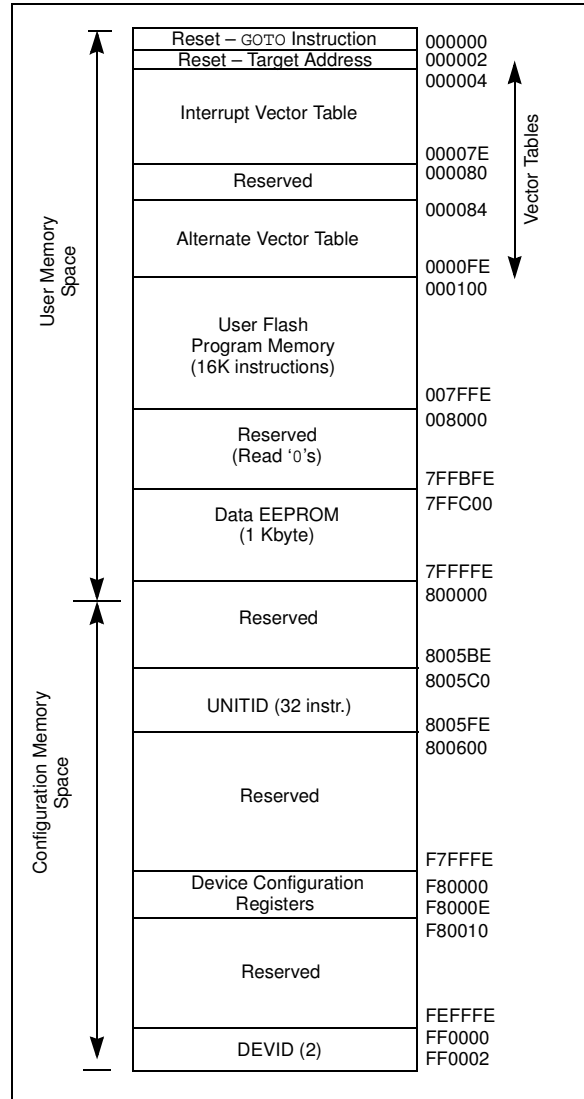 Reset – GOTO Instruction
000000
Reset – Target Address
000002
000004
Interrupt Vector Table
00007E
000080
Reserved
000084
Alternate Vector Table
0000FE
000100
Vector Tables
User Memory
Space
User Flash
Program Memory
(16K instructions)
007FFE
008000
Reserved
(Read ‘0’s)
7FFBFE
7FFC00
Data EEPROM
(1 Kbyte)
7FFFFE
800000
Reserved
8005BE
8005C0
UNITID (32 instr.)
8005FE
800600
Configuration Memory
Space
Reserved
F7FFFE
Device Configuration
Registers
F80000
F8000E
F80010
Reserved
FEFFFE
FF0000
DEVID (2)
FF0002